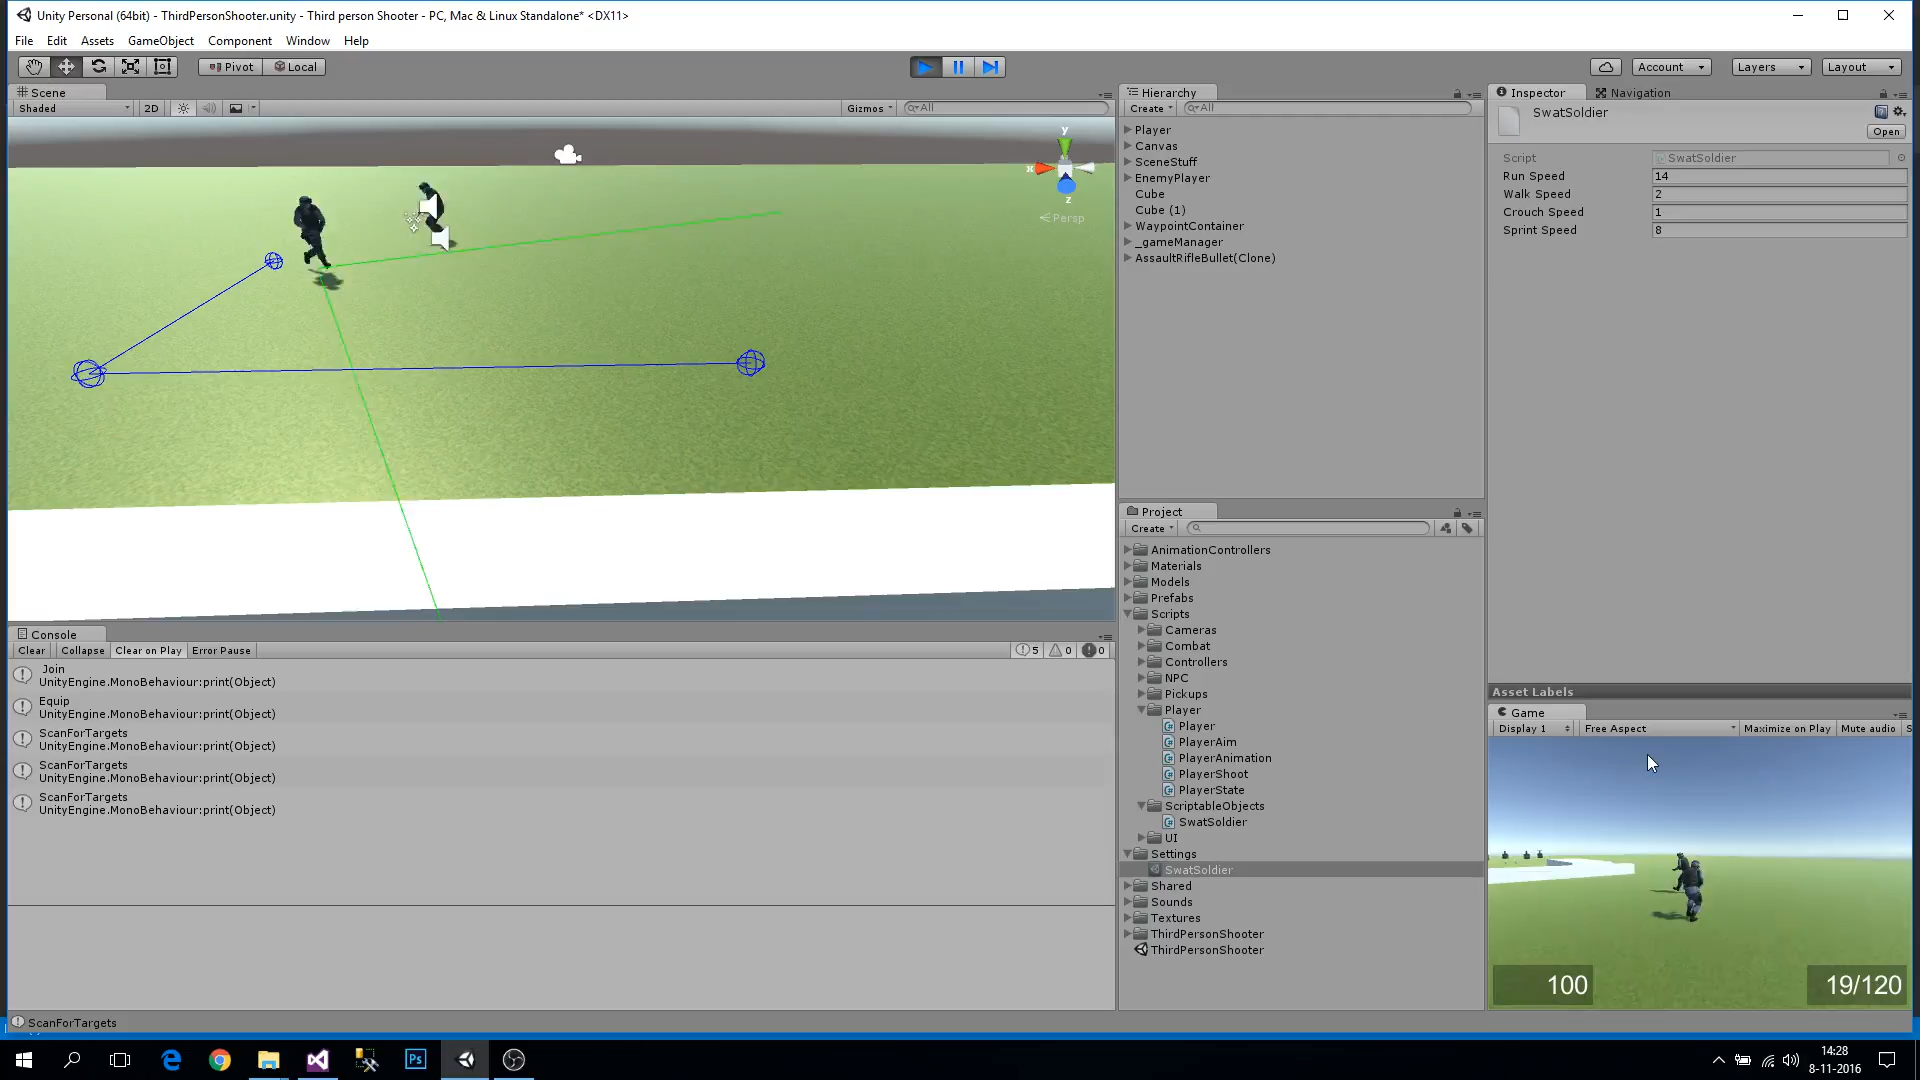 Unity Personal (64bit) - ThirdPersonShooter.unity - Third person Shooter - PC, Mac & Linux Standalone* <DX11>
File Edit Assets GameObject Component Window Help
Pivot Local Account Layers Layout
Scene
Shaded 2D Gizmos All
y
x
z
Persp
Hierarchy
Create All
Player
Canvas
SceneStuff
EnemyPlayer
Cube
Cube (1)
WaypointContainer
_gameManager
AssaultRifleBullet(Clone)
Inspector Navigation
SwatSoldier
Open
Script SwatSoldier
Run Speed 14
Walk Speed 2
Crouch Speed 1
Sprint Speed 8
Project
Create
AnimationControllers
Materials
Models
Prefabs
Scripts
Cameras
Combat
Controllers
NPC
Pickups
Player
Player
PlayerAim
PlayerAnimation
PlayerShoot
PlayerState
ScriptableObjects
SwatSoldier
UI
Settings
SwatSoldier
Shared
Sounds
Textures
ThirdPersonShooter
ThirdPersonShooter
Console
Clear Collapse Clear on Play Error Pause 5 0 0
Join
UnityEngine.MonoBehaviour:print(Object)
Equip
UnityEngine.MonoBehaviour:print(Object)
ScanForTargets
UnityEngine.MonoBehaviour:print(Object)
ScanForTargets
UnityEngine.MonoBehaviour:print(Object)
ScanForTargets
UnityEngine.MonoBehaviour:print(Object)
ScanForTargets
Asset Labels
Game
Display 1 Free Aspect Maximize on Play Mute audio S
100 19/120
Ps
14:28
8-11-2016